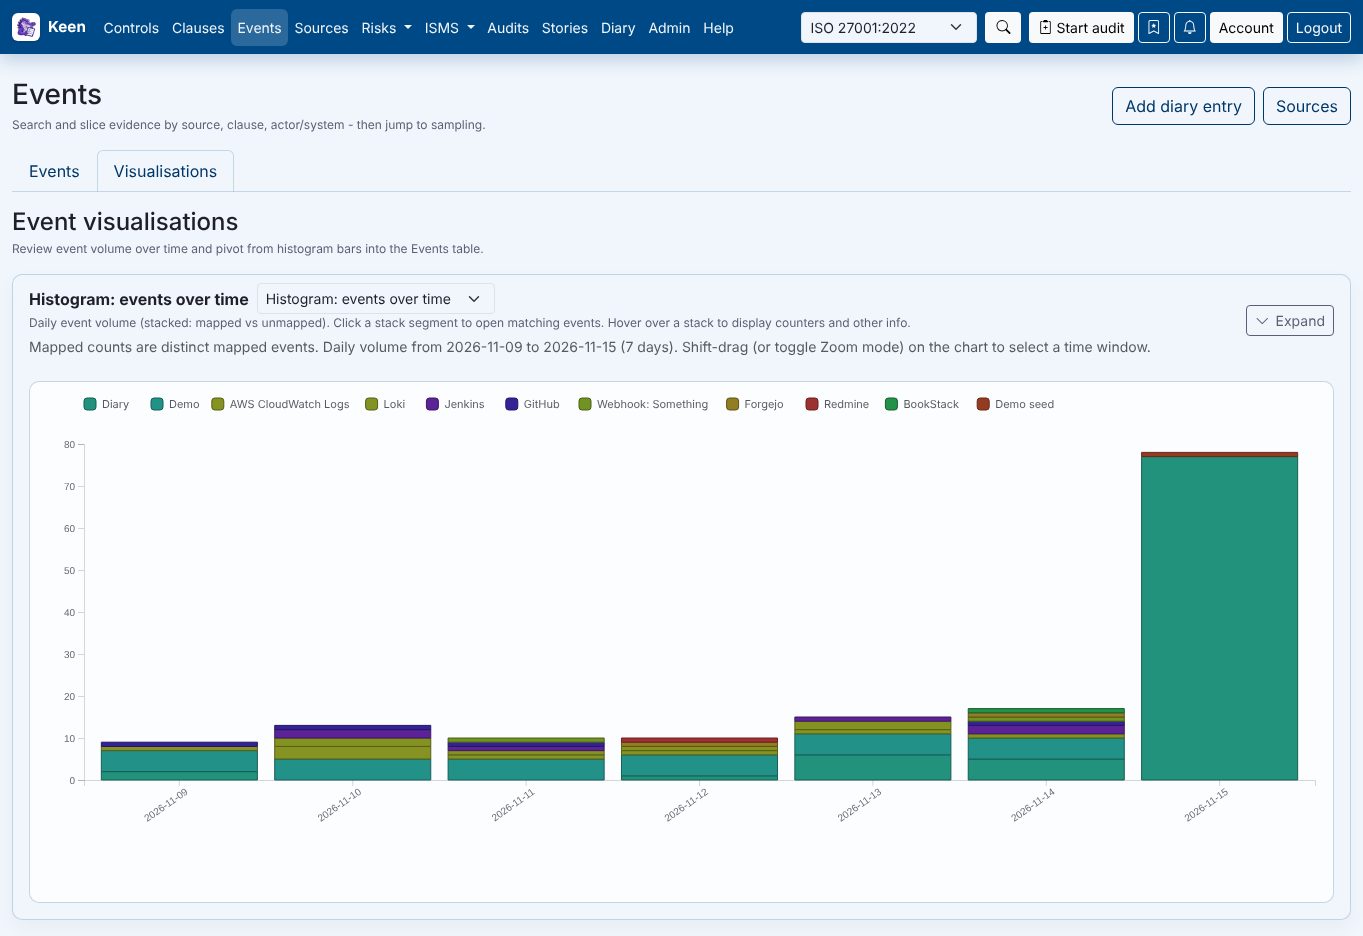 Keen Controls Clauses Events Sources Risks ISMS Audits Stories Diary Admin Help ISO 27001:2022 Start audit Account Logout
Events
Add diary entry Sources
Search and slice evidence by source, clause, actor/system - then jump to sampling.
Events Visualisations
Event visualisations
Review event volume over time and pivot from histogram bars into the Events table.
Histogram: events over time Histogram: events over time
Daily event volume (stacked: mapped vs unmapped). Click a stack segment to open matching events. Hover over a stack to display counters and other info.
Expand
Mapped counts are distinct mapped events. Daily volume from 2026-11-09 to 2026-11-15 (7 days). Shift-drag (or toggle Zoom mode) on the chart to select a time window.
Diary Demo AWS CloudWatch Logs Loki Jenkins GitHub Webhook: Something Forgejo Redmine BookStack Demo seed
80
70
60
50
40
30
20
10
0
2026-11-09 2026-11-10 2026-11-11 2026-11-12 2026-11-13 2026-11-14 2026-11-15